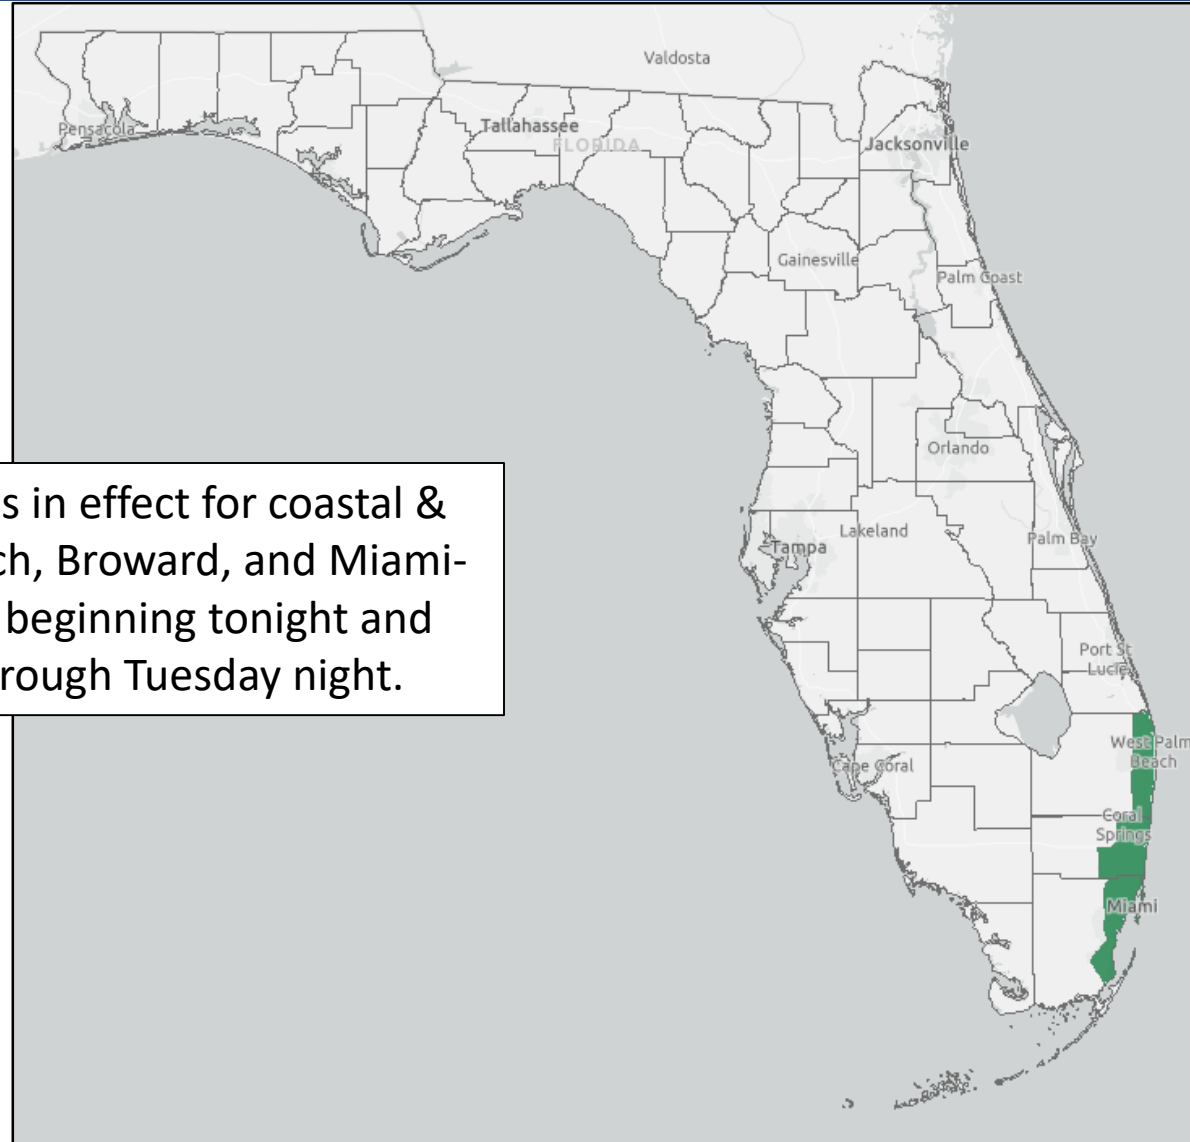 Valdosta
Pensacola
Tallahassee
FLORIDA
Jacksonville
Gainesville
Palm Coast
Orlando
s in effect for coastal &
ch, Broward, and Miami-
beginning tonight and
rough Tuesday night.
Lakeland
Palm Bay
Tampa
Port St
Lucie
West Palm
Beach
Cape Coral
Coral
Springs
Miami